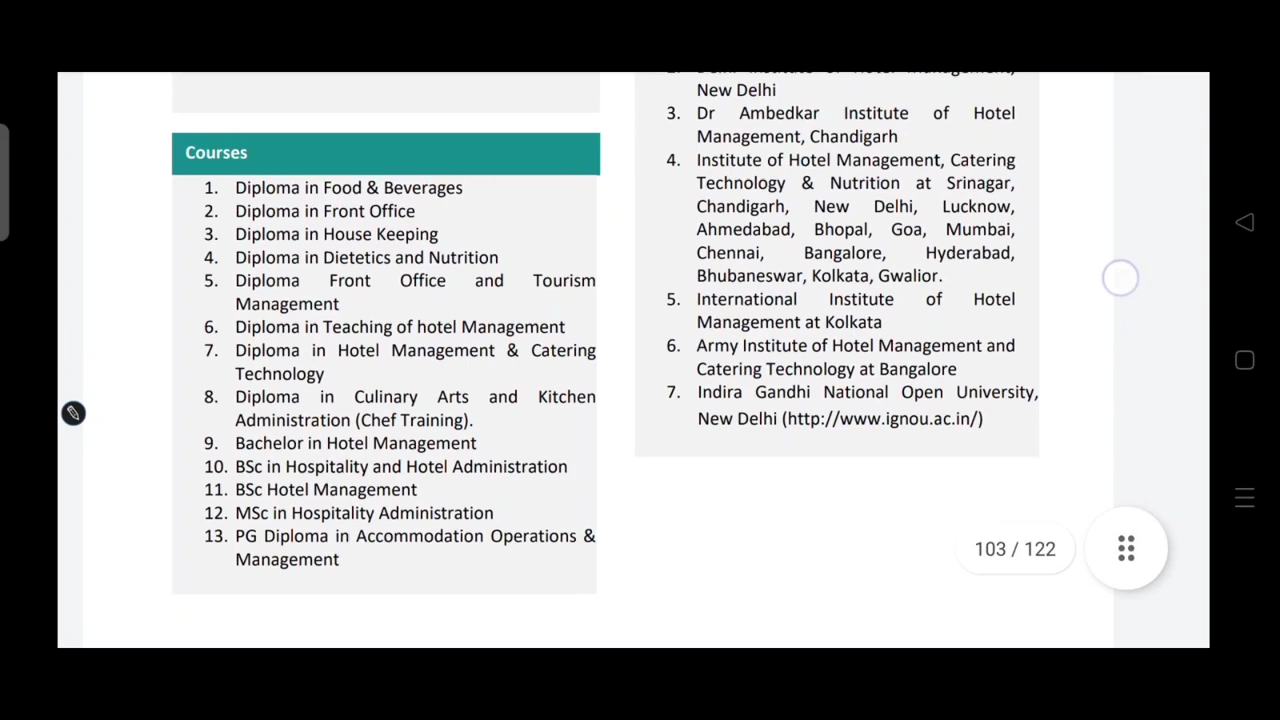 Courses
1. Diploma in Food & Beverages
2. Diploma in Front Office
3. Diploma in House Keeping
4. Diploma in Dietetics and Nutrition
5. Diploma Front Office and Tourism
Management
6. Diploma in Teaching of hotel Management
7. Diploma in Hotel Management & Catering
Technology
8. Diploma in Culinary Arts and Kitchen
Administration (Chef Training).
9. Bachelor in Hotel Management
10. BSc in Hospitality and Hotel Administration
11. BSc Hotel Management
12. MSc in Hospitality Administration
13. PG Diploma in Accommodation Operations &
Management
New Delhi
3. Dr Ambedkar Institute of Hotel
Management, Chandigarh
4. Institute of Hotel Management, Catering
Technology & Nutrition at Srinagar,
Chandigarh, New Delhi, Lucknow,
Ahmedabad, Bhopal, Goa, Mumbai,
Chennai, Bangalore, Hyderabad,
Bhubaneswar, Kolkata, Gwalior.
5. International Institute of Hotel
Management at Kolkata
6. Army Institute of Hotel Management and
Catering Technology at Bangalore
7. Indira Gandhi National Open University,
New Delhi (http://www.ignou.ac.in/)
103 / 122